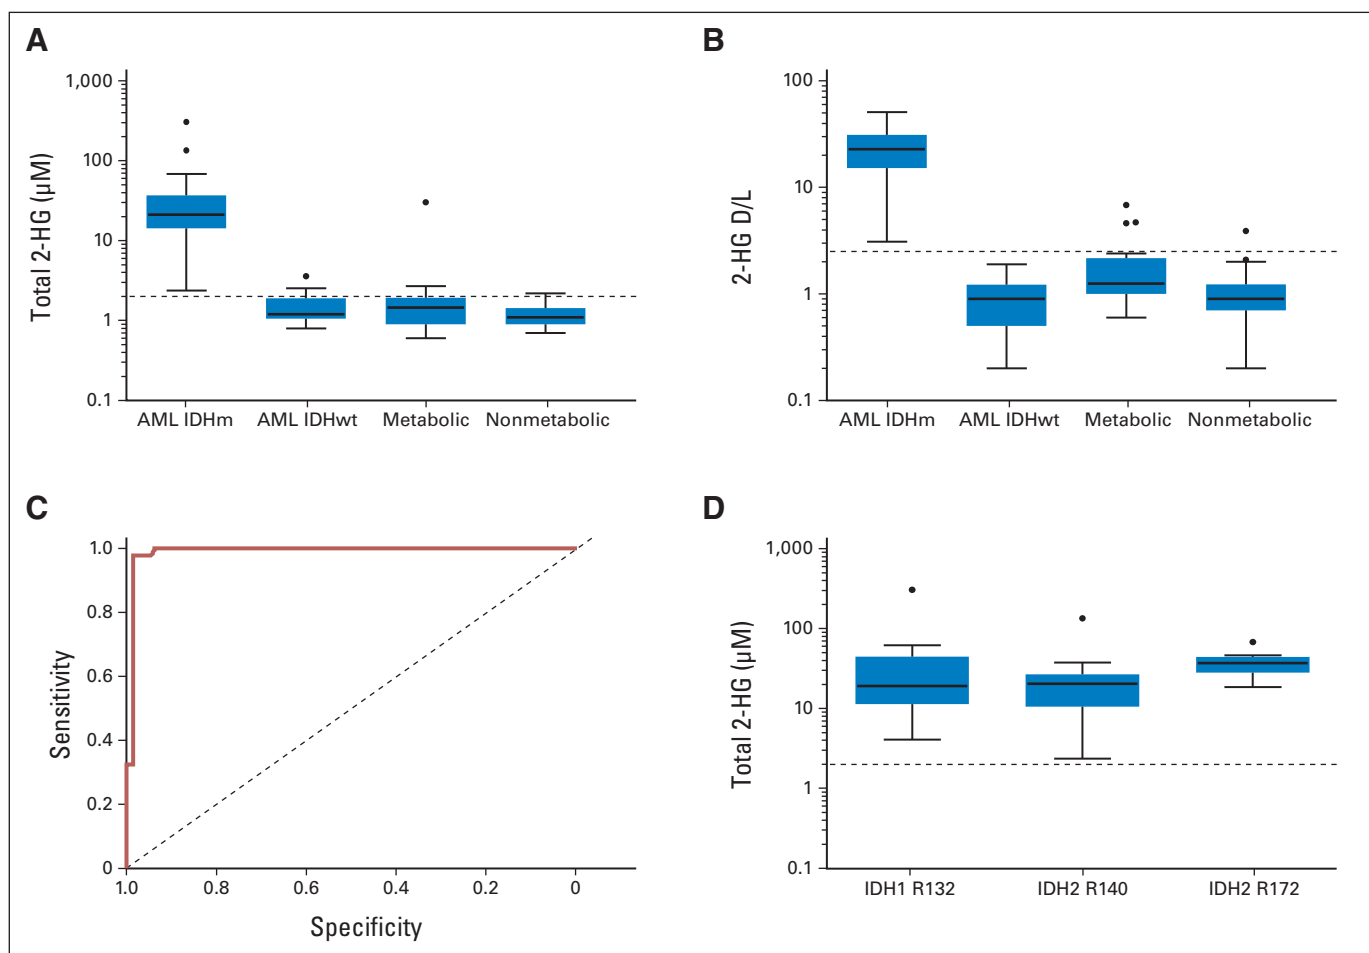 A
Total 2-HG (µM)
1,000
100
10
1
0.1
AML IDHm AML IDHwt Metabolic Nonmetabolic
B
2-HG D/L
100
10
1
0.1
AML IDHm AML IDHwt Metabolic Nonmetabolic
C
Sensitivity
1.0
0.8
0.6
0.4
0.2
0
1.0 0.8 0.6 0.4 0.2 0
Specificity
D
Total 2-HG (µM)
1,000
100
10
1
0.1
IDH1 R132 IDH2 R140 IDH2 R172